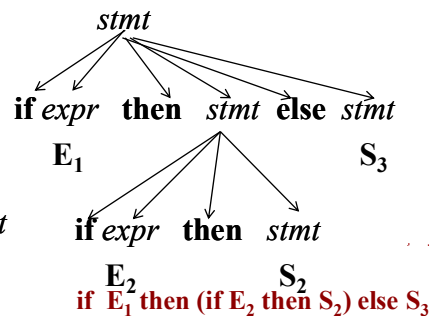 stmt
if expr then stmt else stmt
E₁ S₃
t
if expr then stmt
E₂ S₂
if E₁ then (if E₂ then S₂) else S₃